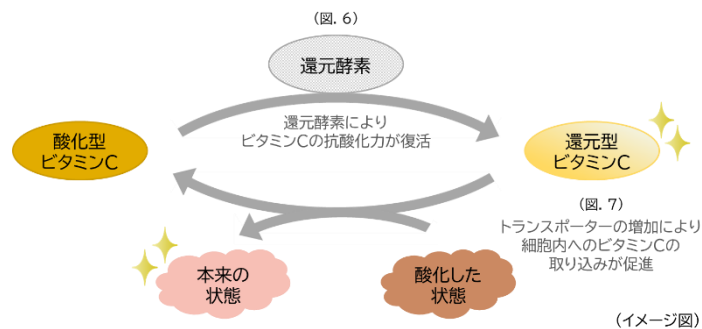 （図．6）
還元酵素
還元酵素により
ビタミンCの抗酸化力が復活
酸化型
ビタミンC
還元型
ビタミンC
（図．7）
トランスポーターの増加により
細胞内へのビタミンCの
取り込みが促進
本来の
状態
酸化した
状態
（イメージ図）